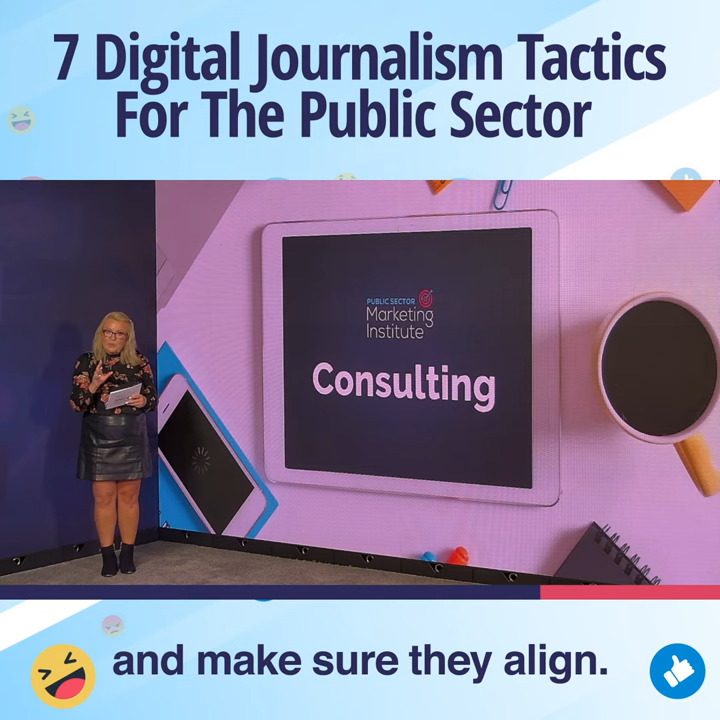 7 Digital Journalism Tactics
For The Public Sector
PUBLIC SECTOR
Marketing
Institute
Consulting
and make sure they align.